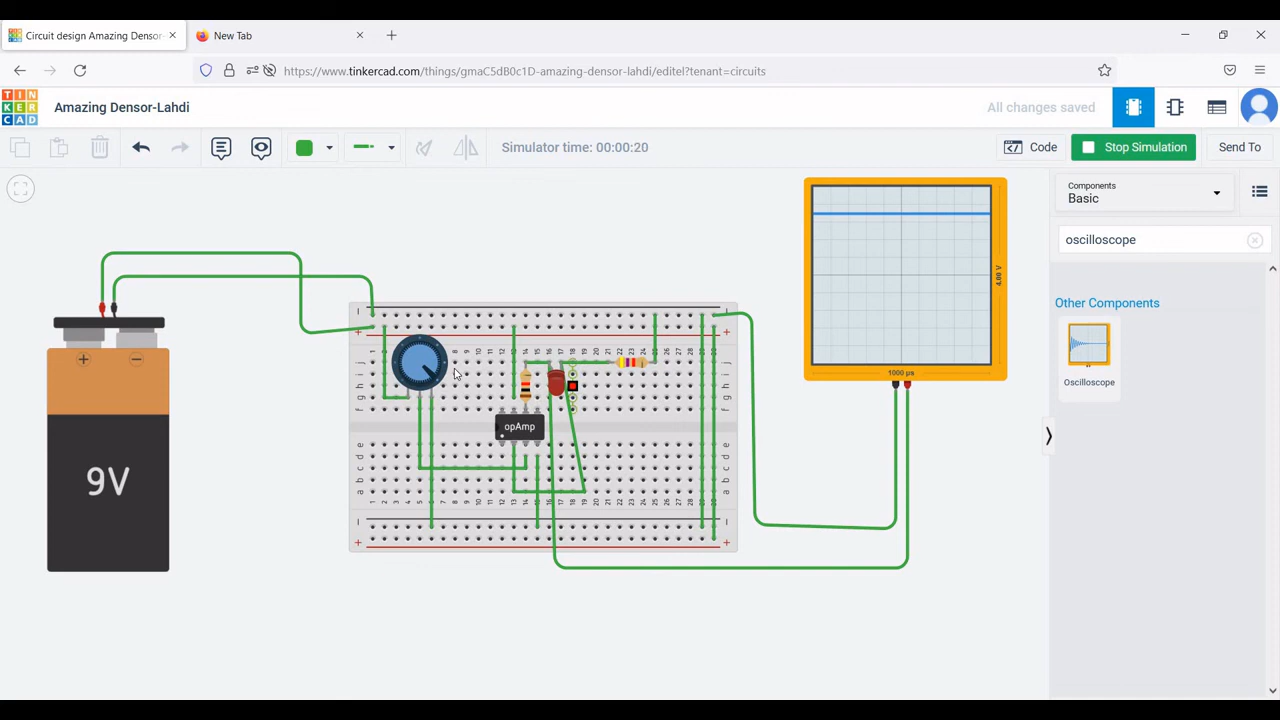 Circuit design Amazing Densor-
New Tab
https://www.tinkercad.com/things/gmaC5dB0c1D-amazing-densor-lahdi/editel?tenant=circuits
TIN
KER
CAD
Amazing Densor-Lahdi
All changes saved
Simulator time: 00:00:20
Code
Stop Simulation
Send To
Components
Basic
oscilloscope
Other Components
Oscilloscope
4.00 V
1000 µs
9V
opAmp
j
i
h
g
f
e
d
c
b
a